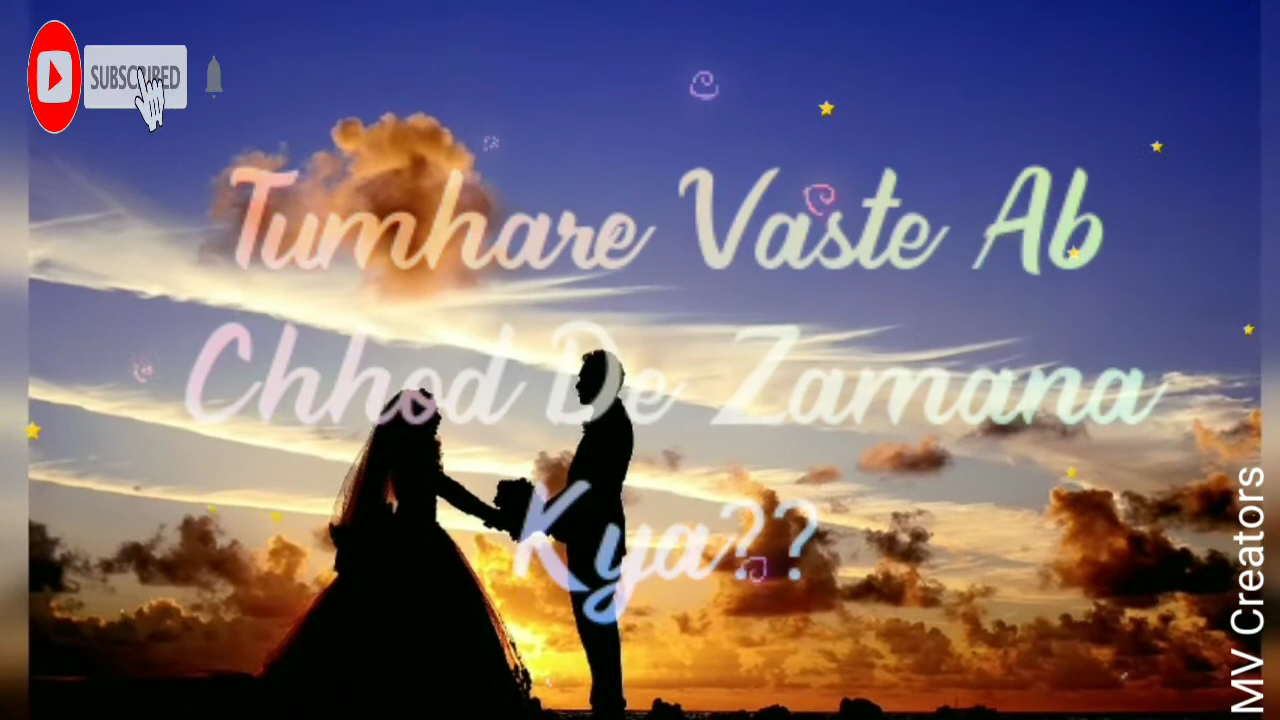 SUBSCRIBED
Tumhare Vaste Ab
Chhod De Zamana
Kya??
MV Creators